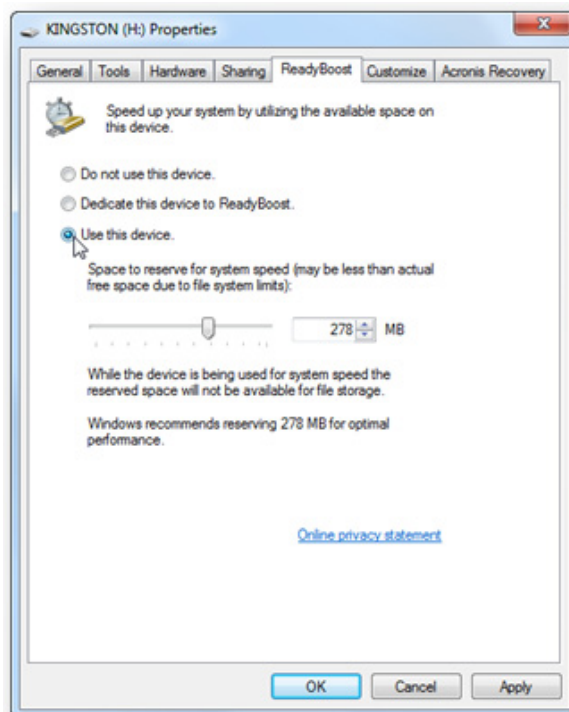 KINGSTON (H:) Properties
General Tools Hardware Sharing ReadyBoost Customize Acronis Recovery
Speed up your system by utilizing the available space on
this device.
Do not use this device.
Dedicate this device to ReadyBoost.
Use this device.
Space to reserve for system speed (may be less than actual
free space due to file system limits):
278 MB
While the device is being used for system speed the
reserved space will not be available for file storage.
Windows recommends reserving 278 MB for optimal
performance.
Online privacy statement
OK Cancel Apply